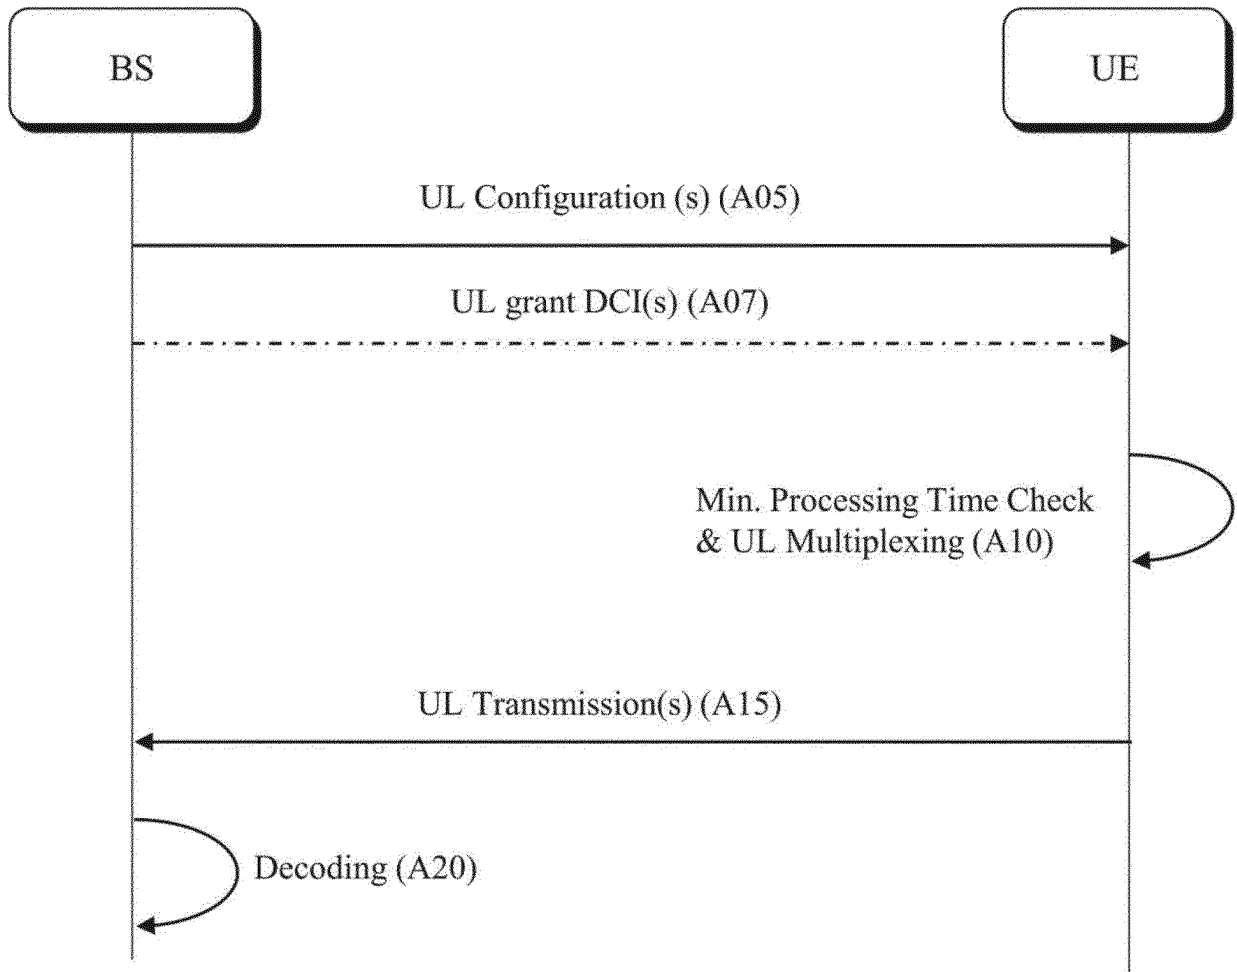 BS
UE
UL Configuration (s) (A05)
UL grant DCI(s) (A07)
Min. Processing Time Check
& UL Multiplexing (A10)
UL Transmission(s) (A15)
Decoding (A20)